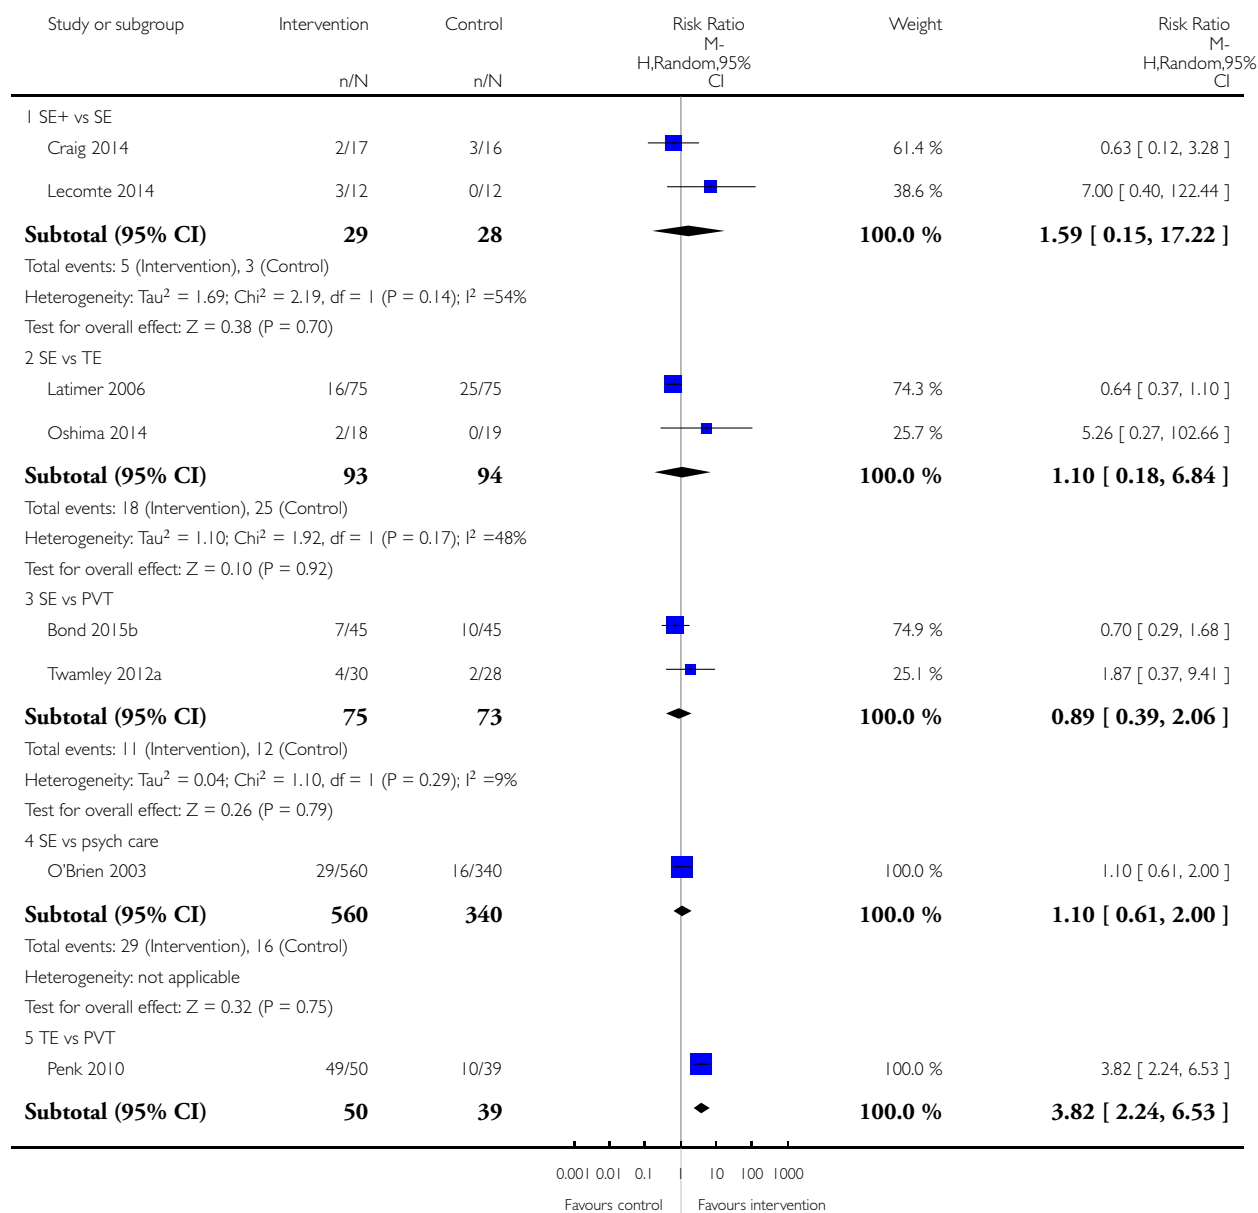 Study or subgroup Intervention Control Risk Ratio Weight Risk Ratio
M- M-
H,Random,95% H,Random,95%
n/N n/N CI CI
1 SE+ vs SE
Craig 2014 2/17 3/16 61.4 % 0.63 [ 0.12, 3.28 ]
Lecomte 2014 3/12 0/12 38.6 % 7.00 [ 0.40, 122.44 ]
Subtotal (95% CI) 29 28 100.0 % 1.59 [ 0.15, 17.22 ]
Total events: 5 (Intervention), 3 (Control)
Heterogeneity: Tau² = 1.69; Chi² = 2.19, df = 1 (P = 0.14); I² =54%
Test for overall effect: Z = 0.38 (P = 0.70)
2 SE vs TE
Latimer 2006 16/75 25/75 74.3 % 0.64 [ 0.37, 1.10 ]
Oshima 2014 2/18 0/19 25.7 % 5.26 [ 0.27, 102.66 ]
Subtotal (95% CI) 93 94 100.0 % 1.10 [ 0.18, 6.84 ]
Total events: 18 (Intervention), 25 (Control)
Heterogeneity: Tau² = 1.10; Chi² = 1.92, df = 1 (P = 0.17); I² =48%
Test for overall effect: Z = 0.10 (P = 0.92)
3 SE vs PVT
Bond 2015b 7/45 10/45 74.9 % 0.70 [ 0.29, 1.68 ]
Twamley 2012a 4/30 2/28 25.1 % 1.87 [ 0.37, 9.41 ]
Subtotal (95% CI) 75 73 100.0 % 0.89 [ 0.39, 2.06 ]
Total events: 11 (Intervention), 12 (Control)
Heterogeneity: Tau² = 0.04; Chi² = 1.10, df = 1 (P = 0.29); I² =9%
Test for overall effect: Z = 0.26 (P = 0.79)
4 SE vs psych care
O'Brien 2003 29/560 16/340 100.0 % 1.10 [ 0.61, 2.00 ]
Subtotal (95% CI) 560 340 100.0 % 1.10 [ 0.61, 2.00 ]
Total events: 29 (Intervention), 16 (Control)
Heterogeneity: not applicable
Test for overall effect: Z = 0.32 (P = 0.75)
5 TE vs PVT
Penk 2010 49/50 10/39 100.0 % 3.82 [ 2.24, 6.53 ]
Subtotal (95% CI) 50 39 100.0 % 3.82 [ 2.24, 6.53 ]
0.001 0.01 0.1 1 10 100 1000
Favours control Favours intervention